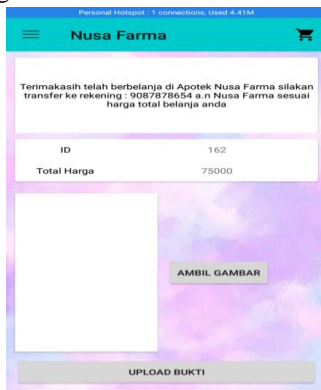 Personal Hotspot : 1 connections, Used 4.41M
Nusa Farma
Terimakasih telah berbelanja di Apotek Nusa Farma silakan
transfer ke rekening : 9087878654 a.n Nusa Farma sesuai
harga total belanja anda
ID 162
Total Harga 75000
AMBIL GAMBAR
UPLOAD BUKTI